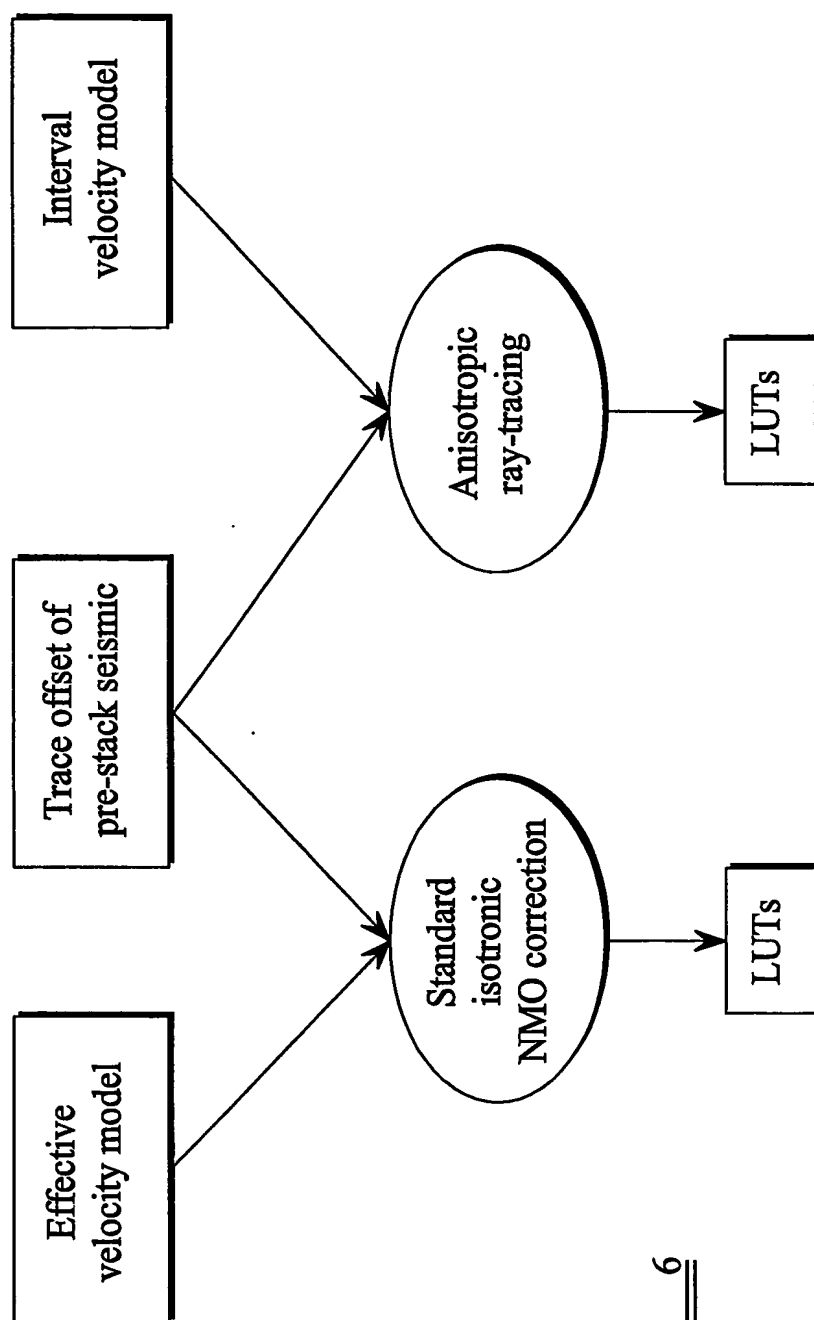 Effective
velocity model
Trace offset of
pre-stack seismic
Interval
velocity model
Standard
isotronic
NMO correction
Anisotropic
ray-tracing
LUTs
LUTs
6